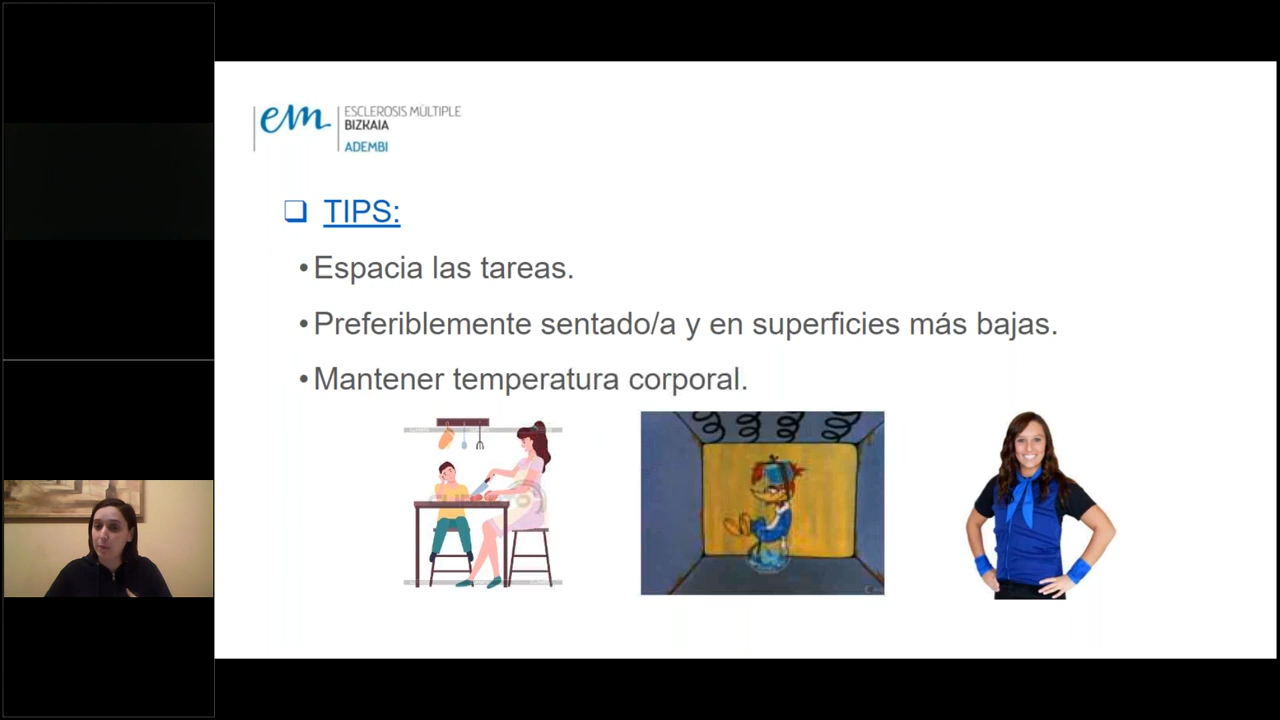 em
ESCLEROSIS MÚLTIPLE
BIZKAIA
ADEMBI
❑ TIPS:
• Espacia las tareas.
• Preferiblemente sentado/a y en superficies más bajas.
• Mantener temperatura corporal.